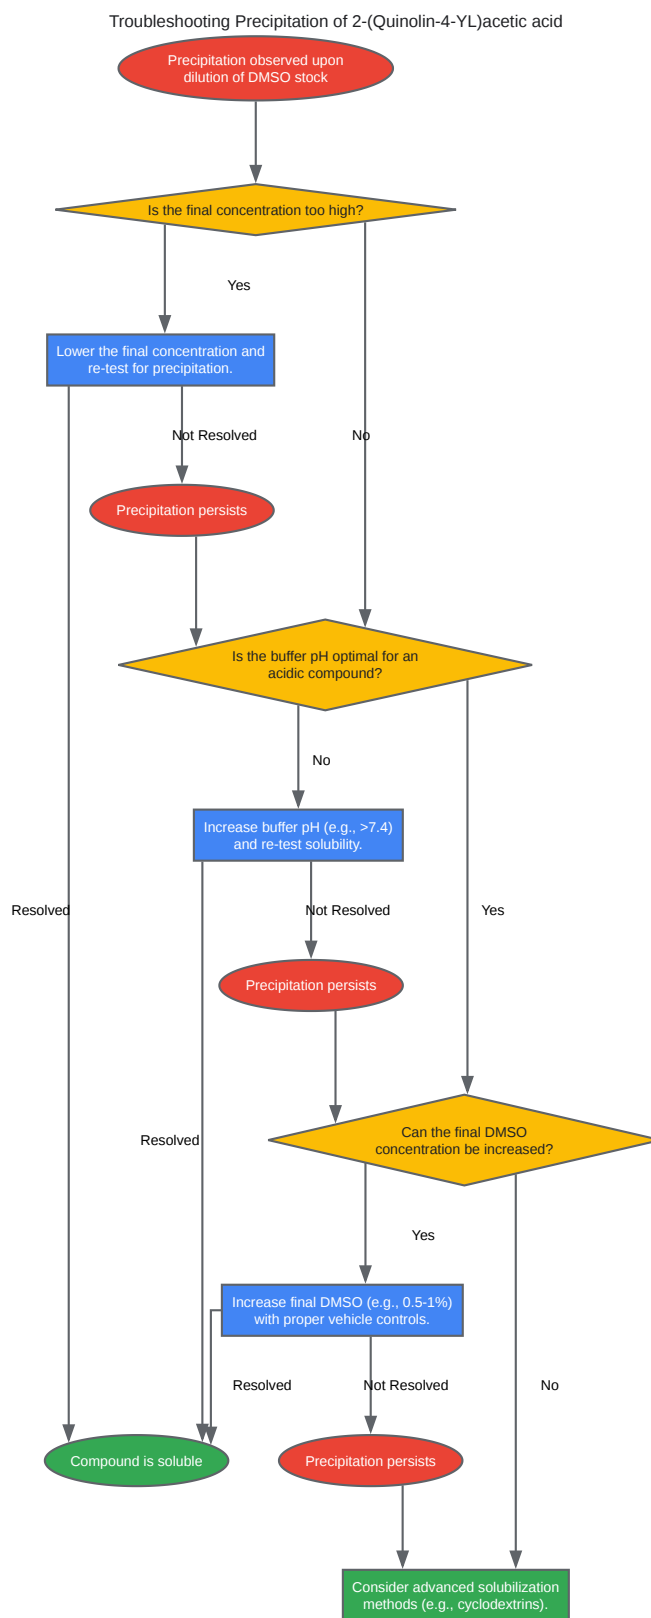 Troubleshooting Precipitation of 2-(Quinolin-4-YL)acetic acid
Precipitation observed upon
dilution of DMSO stock
Is the final concentration too high?
Yes
Lower the final concentration and
re-test for precipitation.
Not Resolved
No
Precipitation persists
Is the buffer pH optimal for an
acidic compound?
No
Increase buffer pH (e.g., >7.4)
and re-test solubility.
Resolved
Not Resolved
Yes
Precipitation persists
Can the final DMSO
concentration be increased?
Resolved
Yes
Increase final DMSO (e.g., 0.5-1%)
with proper vehicle controls.
Resolved
Not Resolved
No
Compound is soluble
Precipitation persists
Consider advanced solubilization
methods (e.g., cyclodextrins).